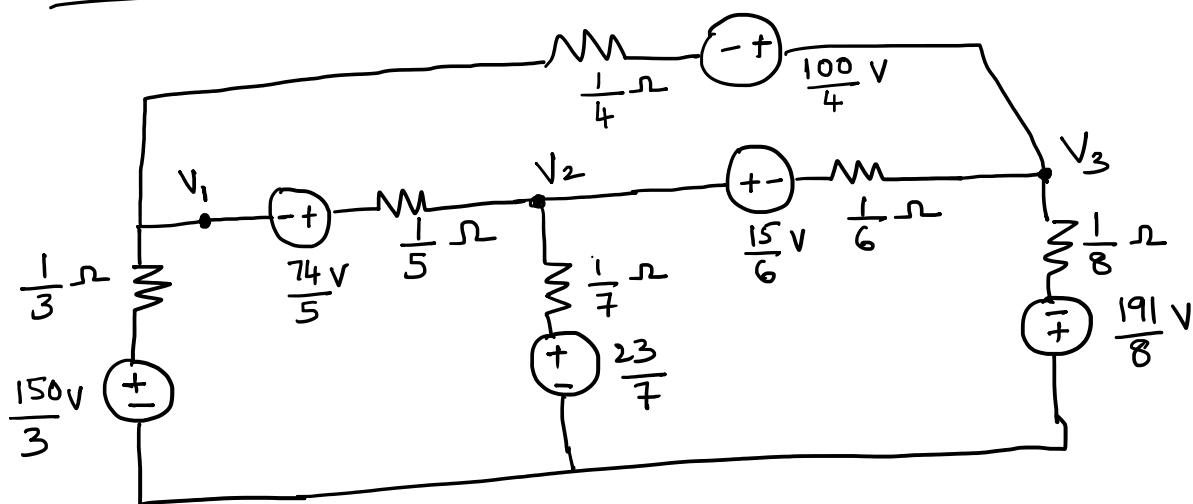 - +
1/4 Ω
100/4 V
V1
- +
74/5 V
1/5 Ω
V2
+ -
15/6 V
1/6 Ω
V3
1/3 Ω
1/7 Ω
1/8 Ω
+ -
150/3 V
+ -
23/7
- +
191/8 V